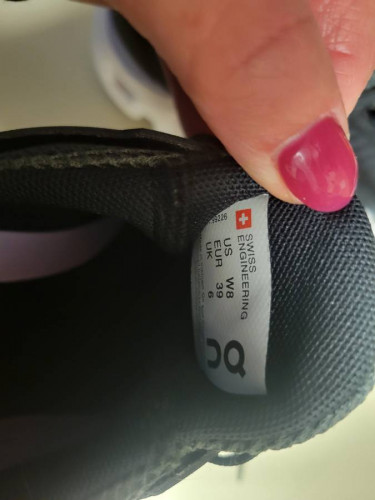 SWISS
ENGINEERING
US W8
EUR 39
UK 6